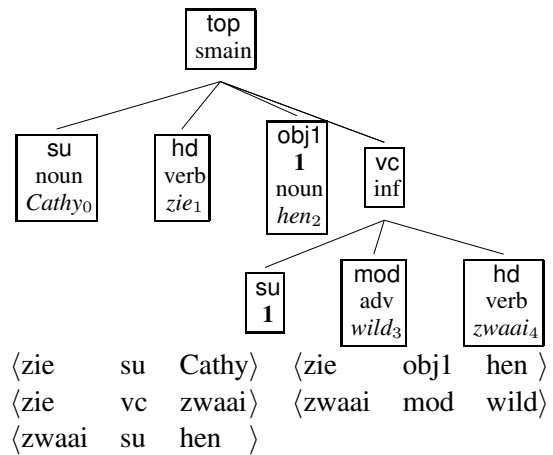 top
smain
su
noun
Cathy₀
hd
verb
zie₁
obj1
1
noun
hen₂
vc
inf
su
1
mod
adv
wild₃
hd
verb
zwaai₄
⟨zie su Cathy⟩ ⟨zie obj1 hen ⟩
⟨zie vc zwaai⟩ ⟨zwaai mod wild⟩
⟨zwaai su hen ⟩